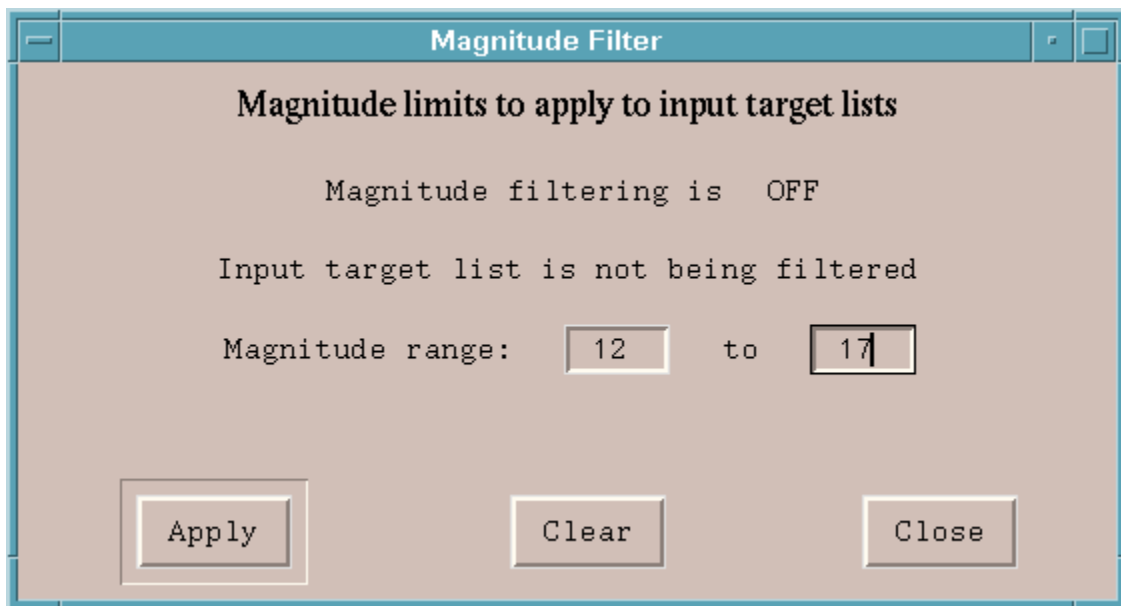 Magnitude Filter
Magnitude limits to apply to input target lists
Magnitude filtering is OFF
Input target list is not being filtered
Magnitude range: 12 to 17
Apply Clear Close